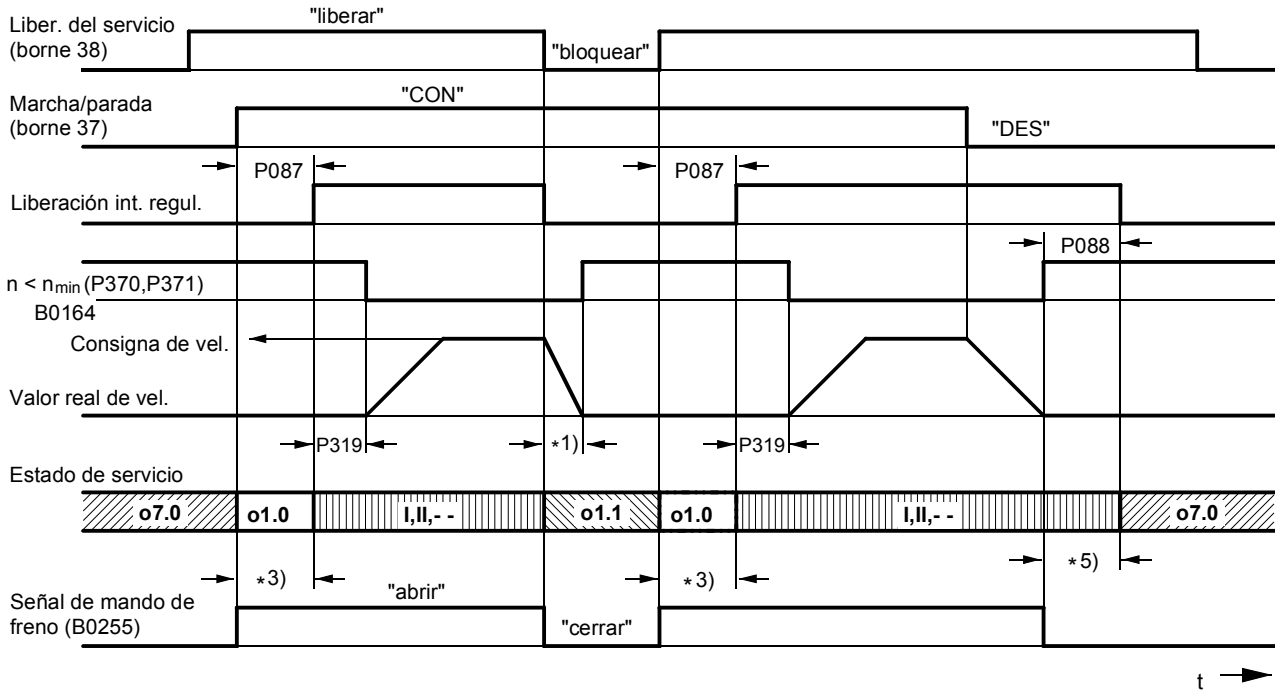 "liberar"
Liber. del servicio
(borne 38)
"bloquear"
"CON"
Marcha/parada
(borne 37)
"DES"
P087
P087
Liberación int. regul.
P088
n < nmin (P370,P371)
B0164
Consigna de vel.
Valor real de vel.
P319
*1)
P319
Estado de servicio
o7.0
o1.0
I,II,- -
o1.1
o1.0
I,II,- -
o7.0
*3)
*3)
*5)
"abrir"
Señal de mando de
freno (B0255)
"cerrar"
t